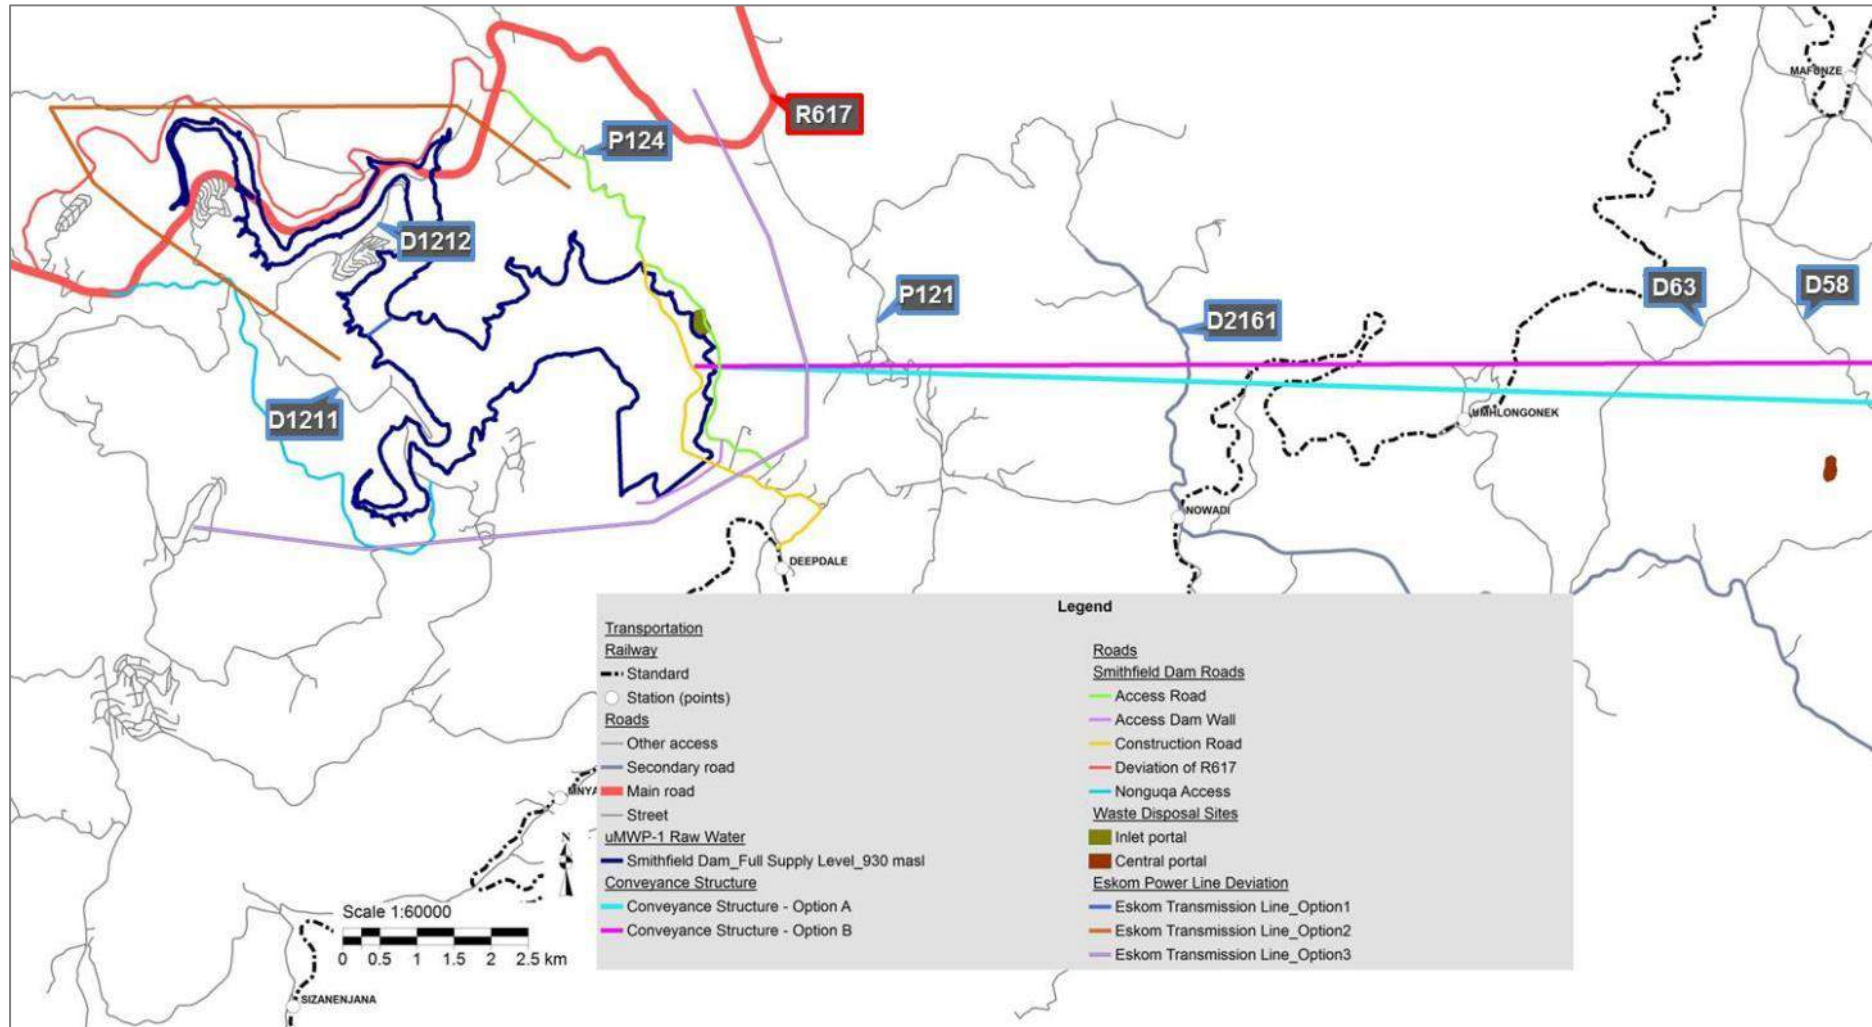 MAFUNZE
R617
P124
D1212
P121
D2161
D63
D58
D1211
UMHLONGONEK
NOWADI
DEEPDALE
MNYA
SIZANENJANA
N
Scale 1:60000
0 0.5 1 1.5 2 2.5 km
Legend
Transportation
Railway
Standard
Station (points)
Roads
Other access
Secondary road
Main road
Street
uMWP-1 Raw Water
Smithfield Dam_Full Supply Level_930 masl
Conveyance Structure
Conveyance Structure - Option A
Conveyance Structure - Option B
Roads
Smithfield Dam Roads
Access Road
Access Dam Wall
Construction Road
Deviation of R617
Nonguqa Access
Waste Disposal Sites
Inlet portal
Central portal
Eskom Power Line Deviation
Eskom Transmission Line_Option1
Eskom Transmission Line_Option2
Eskom Transmission Line_Option3